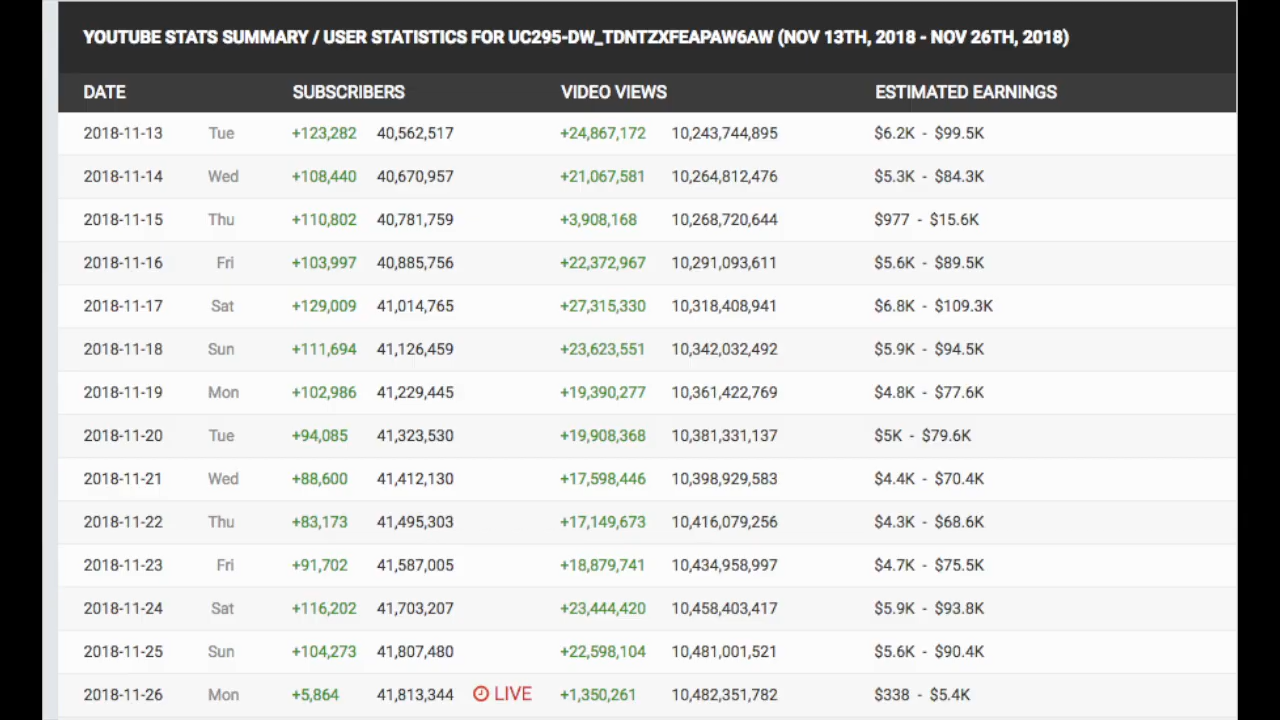 YOUTUBE STATS SUMMARY / USER STATISTICS FOR UC295-DW_TDNTZXFEAPAW6AW (NOV 13TH, 2018 - NOV 26TH, 2018)
DATE SUBSCRIBERS VIDEO VIEWS ESTIMATED EARNINGS
2018-11-13 Tue +123,282 40,562,517 +24,867,172 10,243,744,895 $6.2K - $99.5K
2018-11-14 Wed +108,440 40,670,957 +21,067,581 10,264,812,476 $5.3K - $84.3K
2018-11-15 Thu +110,802 40,781,759 +3,908,168 10,268,720,644 $977 - $15.6K
2018-11-16 Fri +103,997 40,885,756 +22,372,967 10,291,093,611 $5.6K - $89.5K
2018-11-17 Sat +129,009 41,014,765 +27,315,330 10,318,408,941 $6.8K - $109.3K
2018-11-18 Sun +111,694 41,126,459 +23,623,551 10,342,032,492 $5.9K - $94.5K
2018-11-19 Mon +102,986 41,229,445 +19,390,277 10,361,422,769 $4.8K - $77.6K
2018-11-20 Tue +94,085 41,323,530 +19,908,368 10,381,331,137 $5K - $79.6K
2018-11-21 Wed +88,600 41,412,130 +17,598,446 10,398,929,583 $4.4K - $70.4K
2018-11-22 Thu +83,173 41,495,303 +17,149,673 10,416,079,256 $4.3K - $68.6K
2018-11-23 Fri +91,702 41,587,005 +18,879,741 10,434,958,997 $4.7K - $75.5K
2018-11-24 Sat +116,202 41,703,207 +23,444,420 10,458,403,417 $5.9K - $93.8K
2018-11-25 Sun +104,273 41,807,480 +22,598,104 10,481,001,521 $5.6K - $90.4K
2018-11-26 Mon +5,864 41,813,344 LIVE +1,350,261 10,482,351,782 $338 - $5.4K